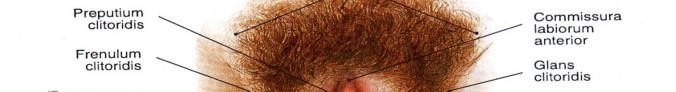 Preputium
clitoridis
Frenulum
clitoridis
Commissura
labiorum
anterior
Glans
clitoridis